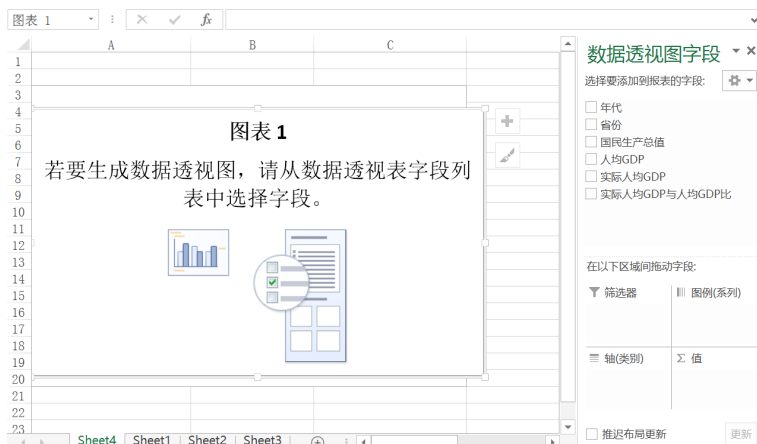 图表 1
fx
数据透视图字段
A B C
选择要添加到报表的字段:
1
2
3
4
5
6
7
8
9
10
11
12
13
14
15
16
17
18
19
20
21
22
23
图表 1
若要生成数据透视图，请从数据透视表字段列
表中选择字段。
年代
省份
国民生产总值
人均GDP
实际人均GDP
实际人均GDP与人均GDP比
在以下区域间拖动字段:
筛选器
图例(系列)
轴(类别)
Σ 值
推迟布局更新
更新
Sheet4 Sheet1 Sheet2 Sheet3